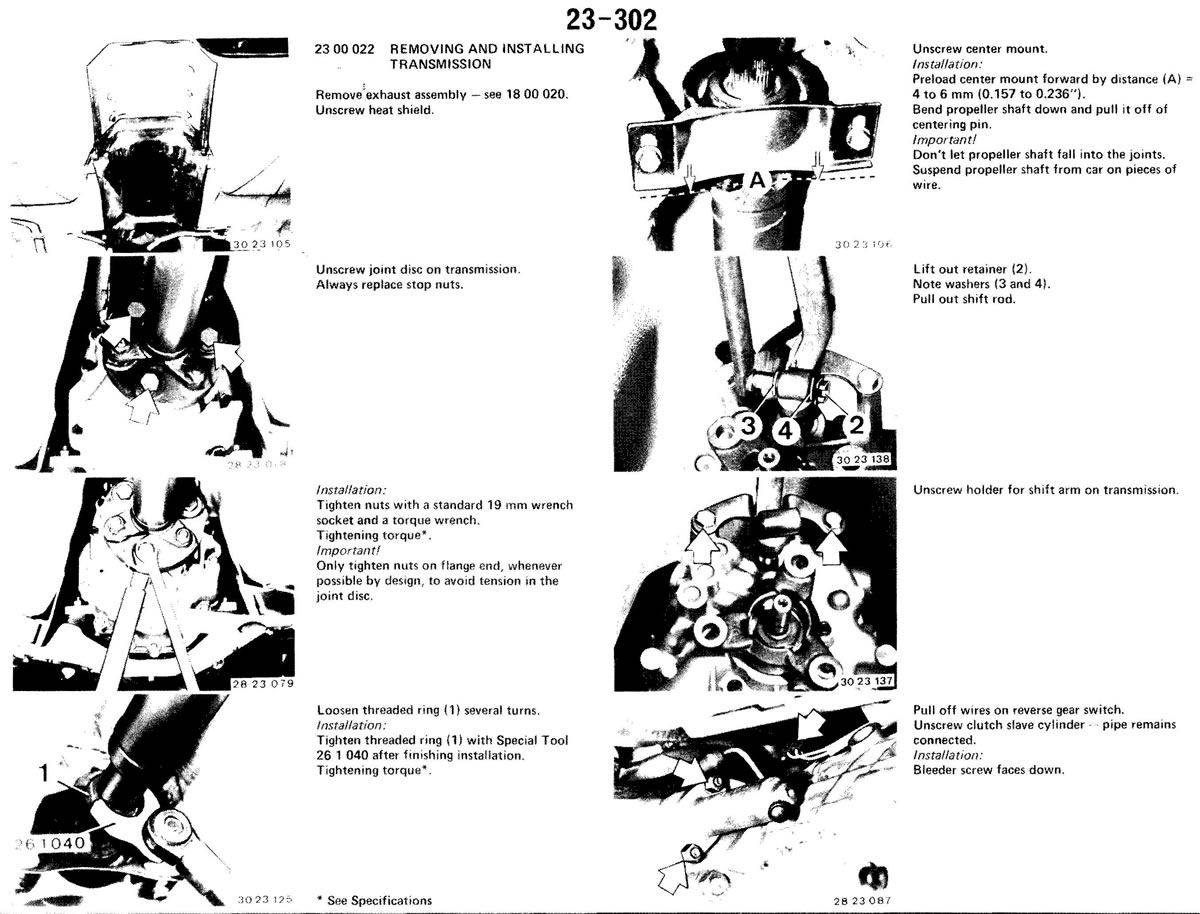 23-302
23 00 022 REMOVING AND INSTALLING
TRANSMISSION
Remove exhaust assembly — see 18 00 020.
Unscrew heat shield.
30 23 105
Unscrew joint disc on transmission.
Always replace stop nuts.
28 23
Installation:
Tighten nuts with a standard 19 mm wrench
socket and a torque wrench.
Tightening torque*.
Important!
Only tighten nuts on flange end, whenever
possible by design, to avoid tension in the
joint disc.
28 23 079
Loosen threaded ring (1) several turns.
Installation:
Tighten threaded ring (1) with Special Tool
26 1 040 after finishing installation.
Tightening torque*.
1
26 1040
30 23 125
* See Specifications
Unscrew center mount.
Installation:
Preload center mount forward by distance (A) =
4 to 6 mm (0.157 to 0.236").
Bend propeller shaft down and pull it off of
centering pin.
Important!
Don't let propeller shaft fall into the joints.
Suspend propeller shaft from car on pieces of
wire.
A
30 23 106
Lift out retainer (2).
Note washers (3 and 4).
Pull out shift rod.
3 4 2
30 23 138
Unscrew holder for shift arm on transmission.
30 23 137
Pull off wires on reverse gear switch.
Unscrew clutch slave cylinder -- pipe remains
connected.
Installation:
Bleeder screw faces down.
28 23 087